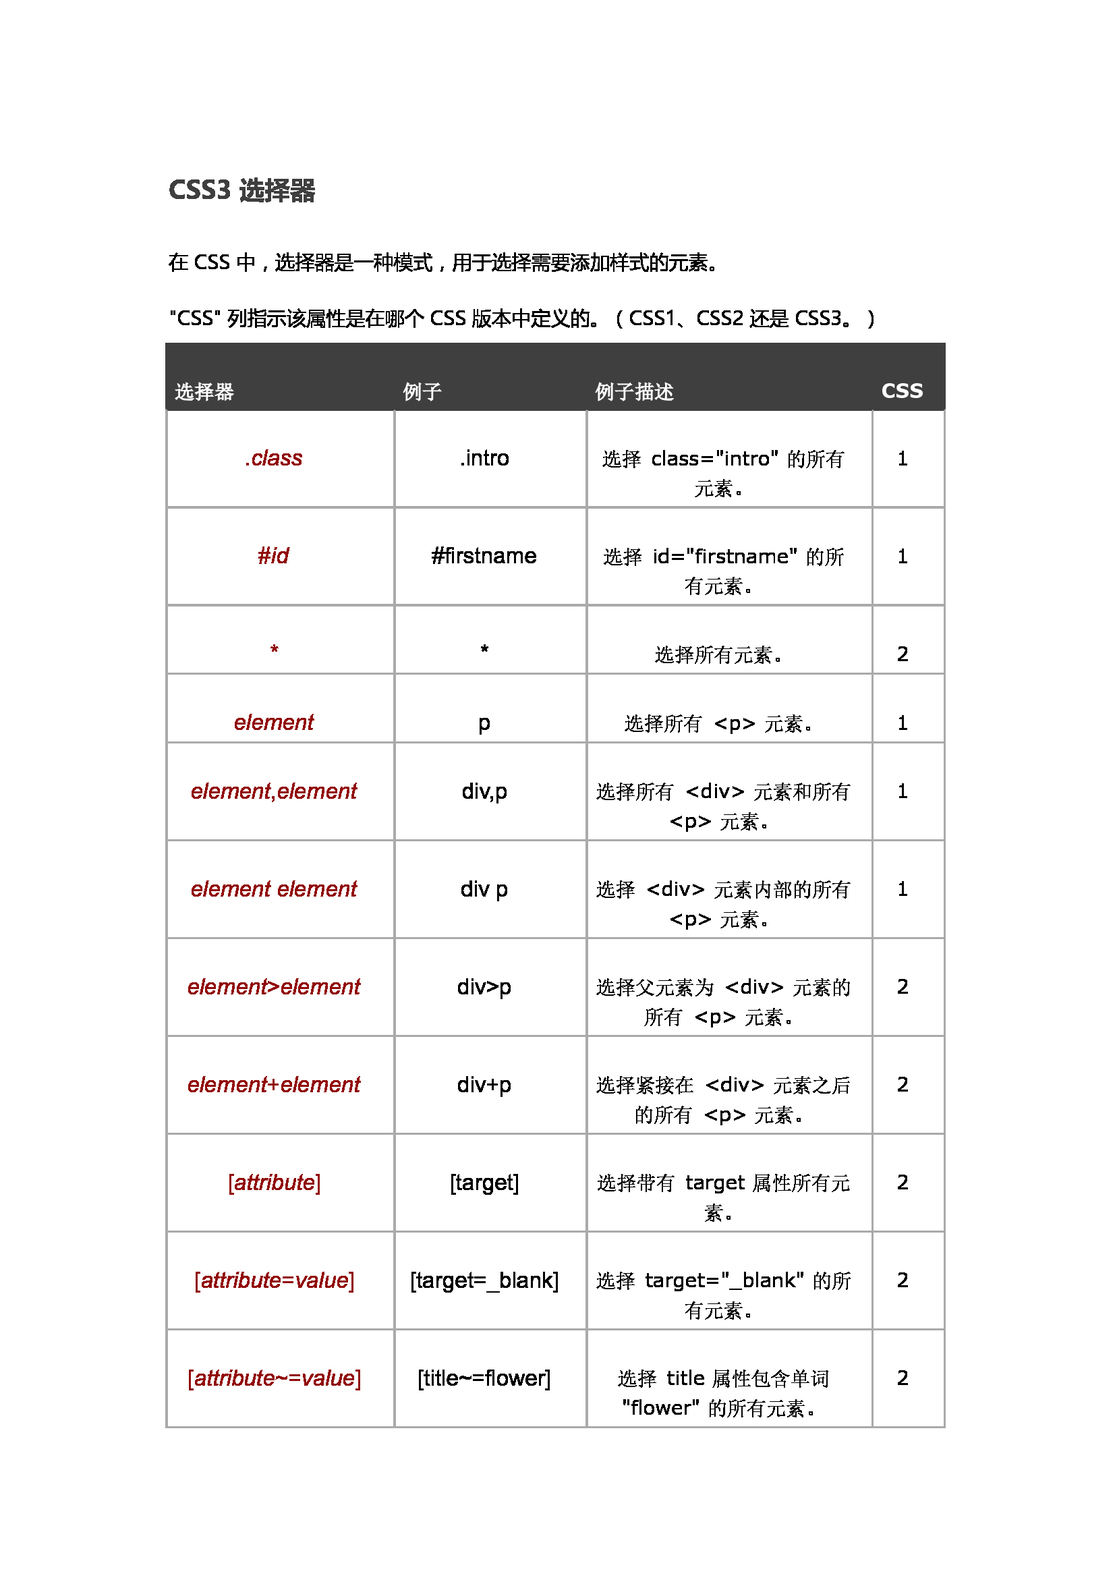 CSS3 选择器
在 CSS 中，选择器是一种模式，用于选择需要添加样式的元素。
"CSS" 列指示该属性是在哪个 CSS 版本中定义的。（CSS1、CSS2 还是 CSS3。）
选择器 例子 例子描述 CSS
.class .intro 选择 class="intro" 的所有 1
元素。
#id #firstname 选择 id="firstname" 的所 1
有元素。
* * 选择所有元素。 2
element p 选择所有 <p> 元素。 1
element,element div,p 选择所有 <div> 元素和所有 1
<p> 元素。
element element div p 选择 <div> 元素内部的所有 1
<p> 元素。
element>element div>p 选择父元素为 <div> 元素的 2
所有 <p> 元素。
element+element div+p 选择紧接在 <div> 元素之后 2
的所有 <p> 元素。
[attribute] [target] 选择带有 target 属性所有元 2
素。
[attribute=value] [target=_blank] 选择 target="_blank" 的所 2
有元素。
[attribute~=value] [title~=flower] 选择 title 属性包含单词 2
"flower" 的所有元素。